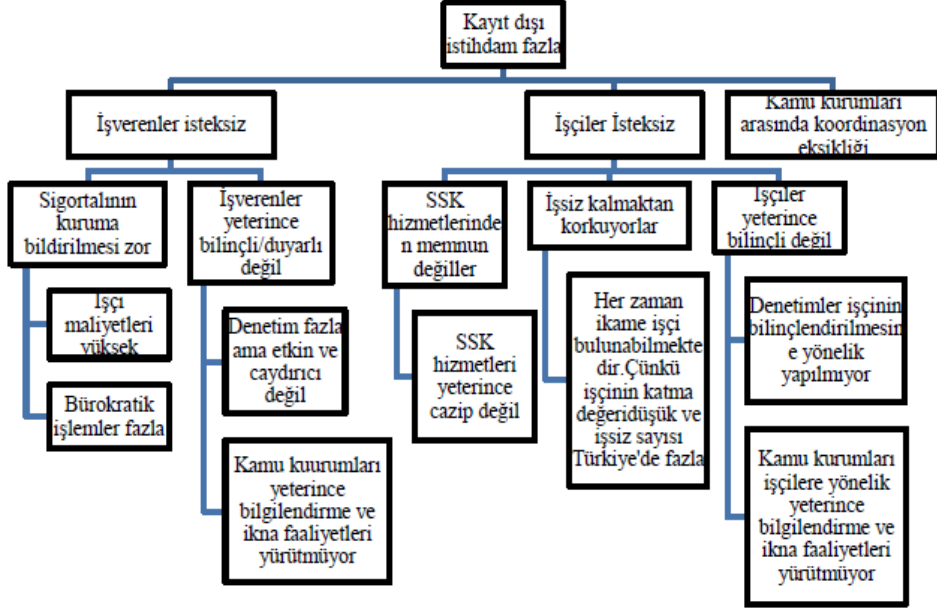 Kayıt dışı
istihdam fazla
İşverenler isteksiz
İşçiler İsteksiz
Kamu kurumları
arasında koordinasyon
eksikliği
Sigortalının
kuruma
bildirilmesi zor
İşverenler
yeterince
bilinçli/duyarlı
değil
SSK
hizmetlerinde
n memnun
değiller
İşsiz kalmaktan
korkuyorlar
İşçiler
yeterince
bilinçli değil
İşçi
maliyetleri
yüksek
Bürokratik
işlemler fazla
Denetim fazla
ama etkin ve
caydırıcı
değil
Kamu kuurumları
yeterince
bilgilendirme ve
ikna faaliyetleri
yürütmüyor
SSK
hizmetleri
yeterince
cazip değil
Her zaman
ikame işçi
bulunabilmekte
dir.Çünkü
işçinin katma
değeridüşük ve
işsiz sayısı
Türkiye'de fazla
Denetimler işçinin
bilinçlendirilmesin
e yönelik
yapılmıyor
Kamu kurumları
işçilere yönelik
yeterince
bilgilendirme ve
ikna faaliyetleri
yürütmüyor